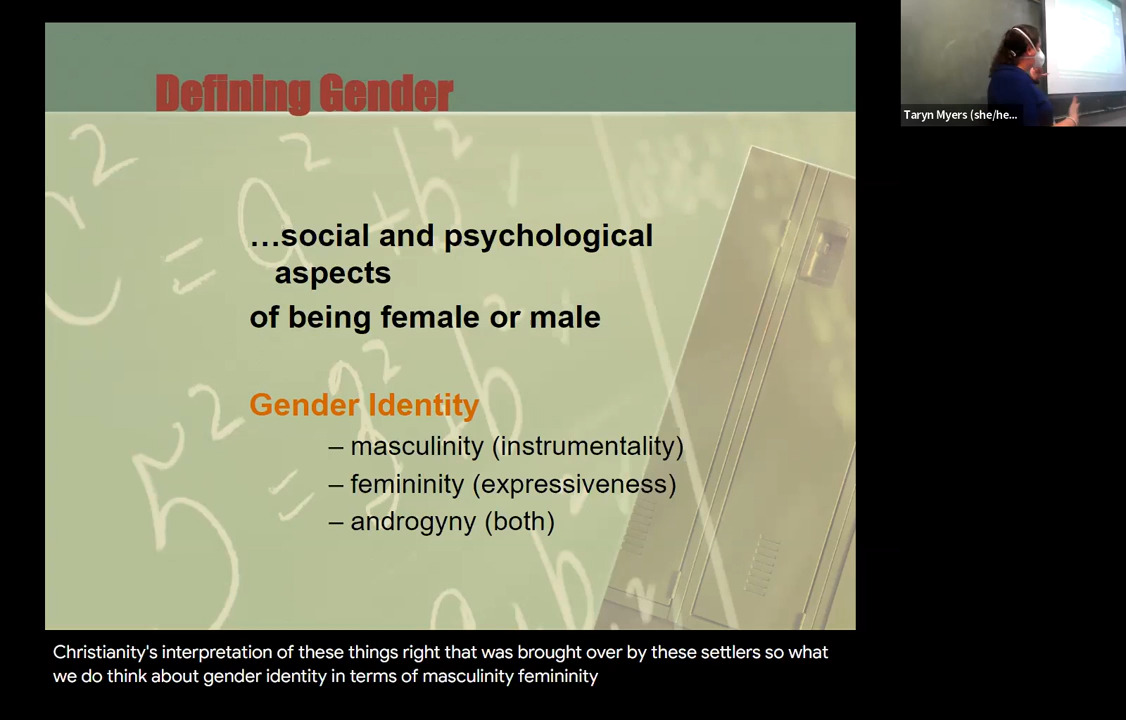 Defining Gender
…social and psychological
aspects
of being female or male
Gender Identity
– masculinity (instrumentality)
– femininity (expressiveness)
– androgyny (both)
Taryn Myers (she/he...
Christianity's interpretation of these things right that was brought over by these settlers so what
we do think about gender identity in terms of masculinity femininity